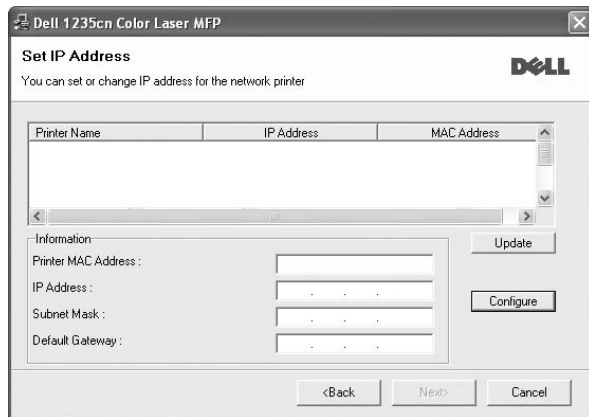 Dell 1235cn Color Laser MFP
Set IP Address
You can set or change IP address for the network printer
DELL
Printer Name IP Address MAC Address
Information
Update
Printer MAC Address :
IP Address :
Configure
Subnet Mask :
Default Gateway :
<Back Next> Cancel